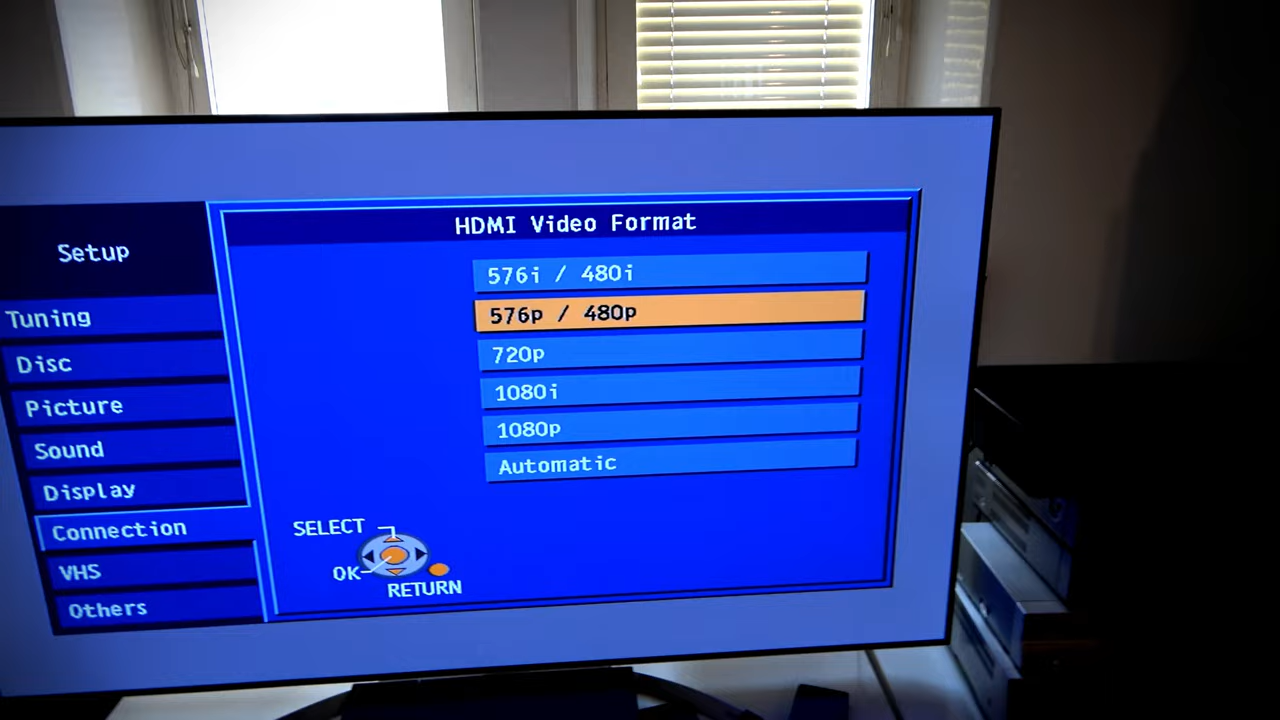 HDMI Video Format
Setup
576i / 480i
576p / 480p
720p
1080i
1080p
Automatic
Tuning
Disc
Picture
Sound
Display
Connection
VHS
Others
SELECT
OK
RETURN